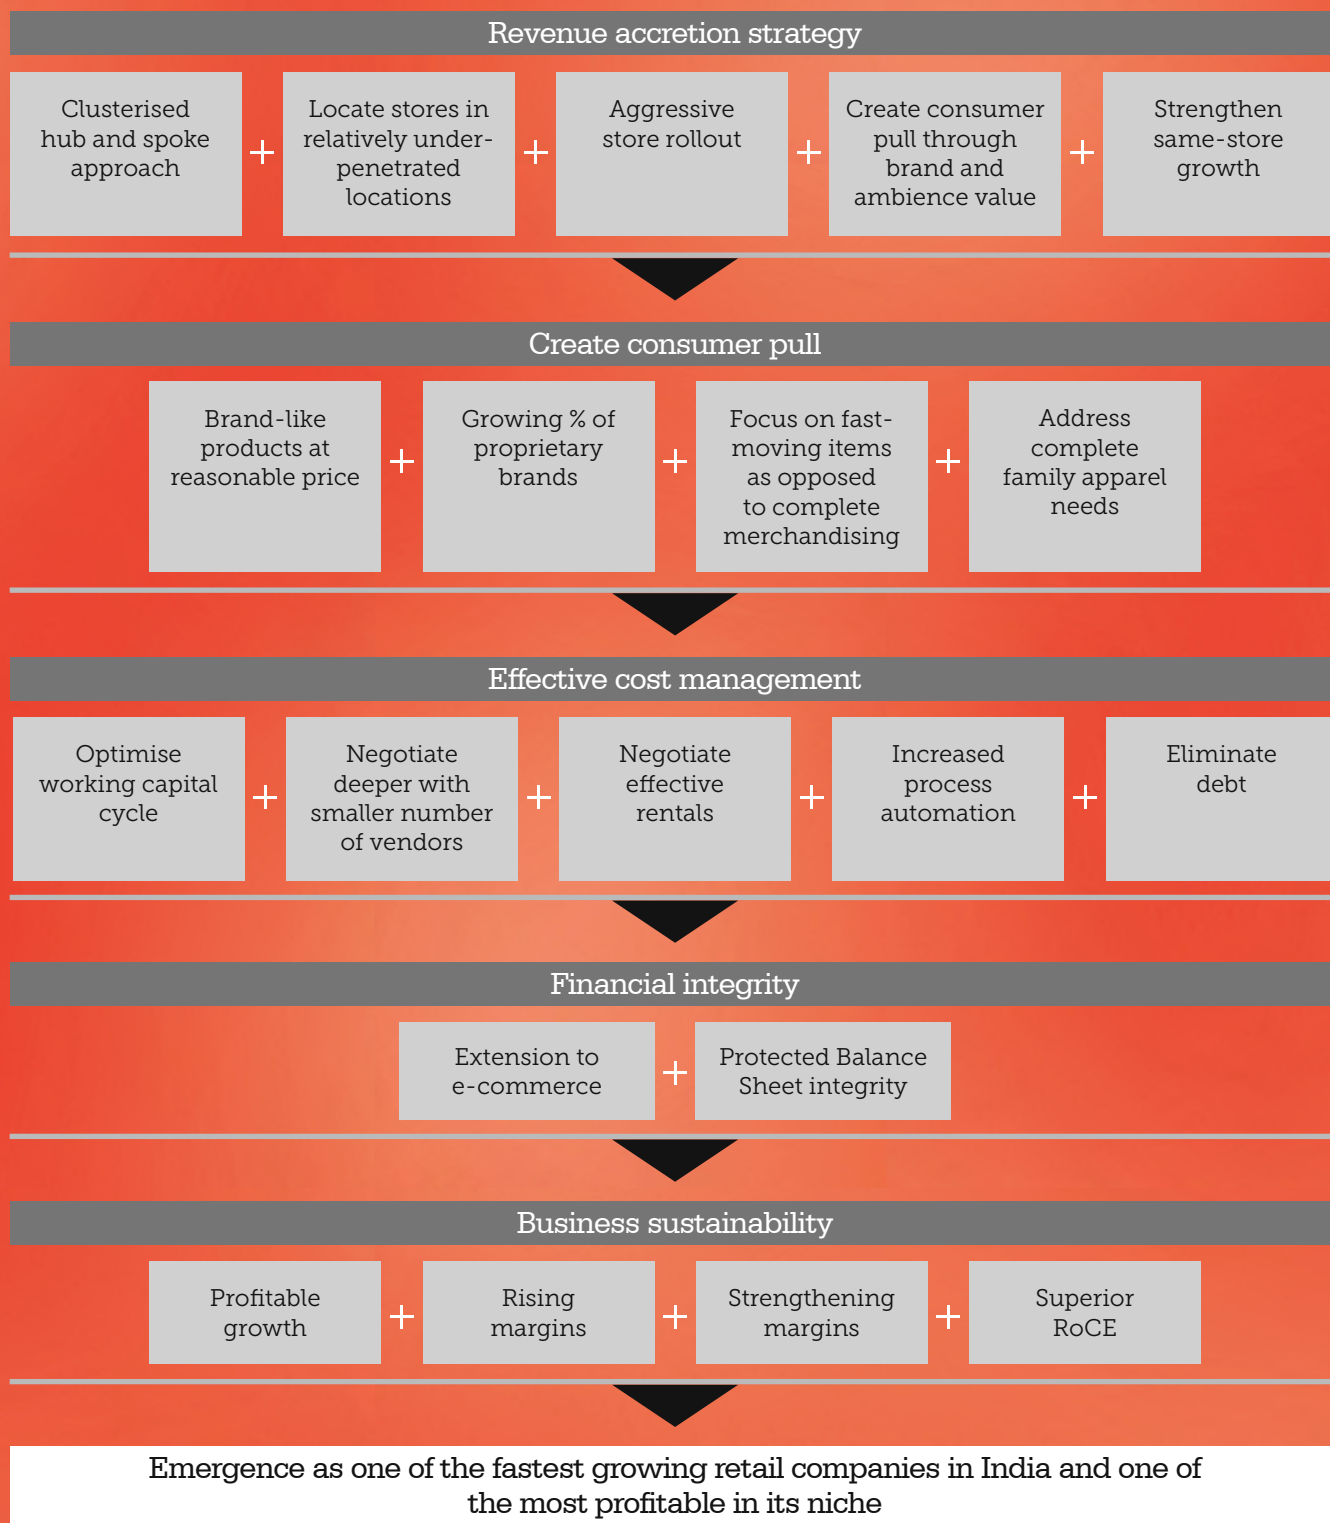 Revenue accretion strategy
Clusterised
hub and spoke
approach
+
Locate stores in
relatively under-
penetrated
locations
+
Aggressive
store rollout
+
Create consumer
pull through
brand and
ambience value
+
Strengthen
same-store
growth
Create consumer pull
Brand-like
products at
reasonable price
+
Growing % of
proprietary
brands
+
Focus on fast-
moving items
as opposed
to complete
merchandising
+
Address
complete
family apparel
needs
Effective cost management
Optimise
working capital
cycle
+
Negotiate
deeper with
smaller number
of vendors
+
Negotiate
effective
rentals
+
Increased
process
automation
+
Eliminate
debt
Financial integrity
Extension to
e-commerce
+
Protected Balance
Sheet integrity
Business sustainability
Profitable
growth
+
Rising
margins
+
Strengthening
margins
+
Superior
RoCE
Emergence as one of the fastest growing retail companies in India and one of
the most profitable in its niche